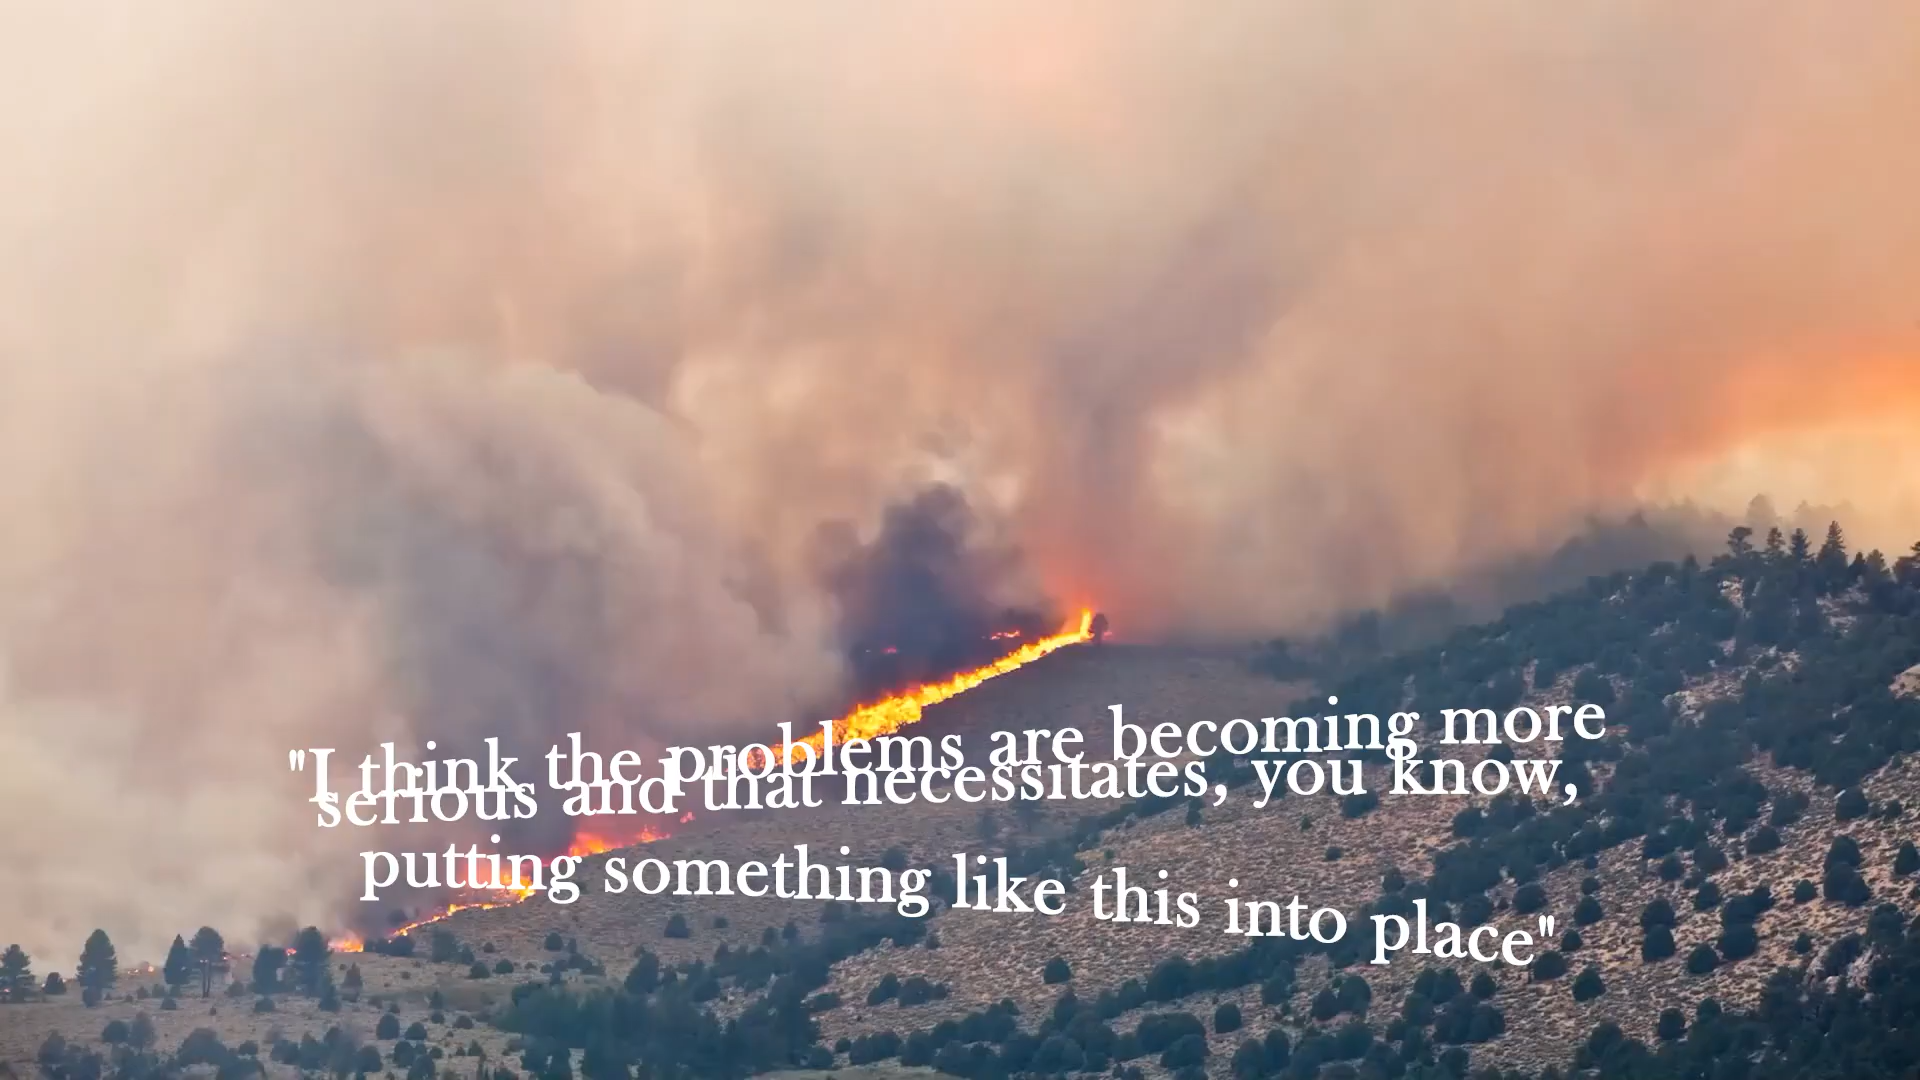 "I think the problems are becoming more
serious and that necessitates, you know,
putting something like this into place"